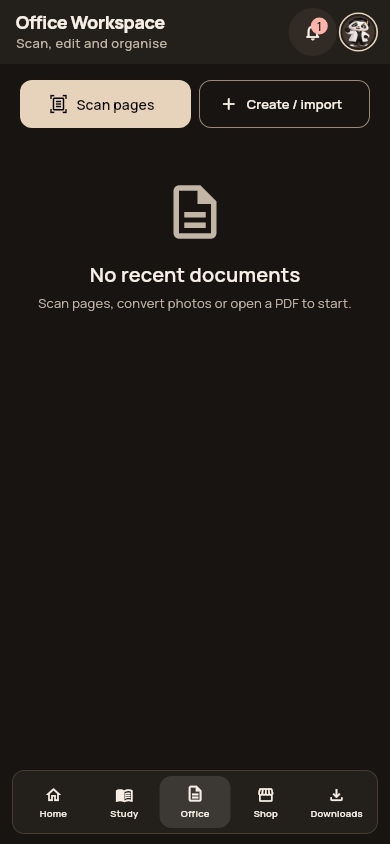 Office Workspace
Scan, edit and organise
1
Scan pages
Create / import
No recent documents
Scan pages, convert photos or open a PDF to start.
Home
Study
Office
Shop
Downloads